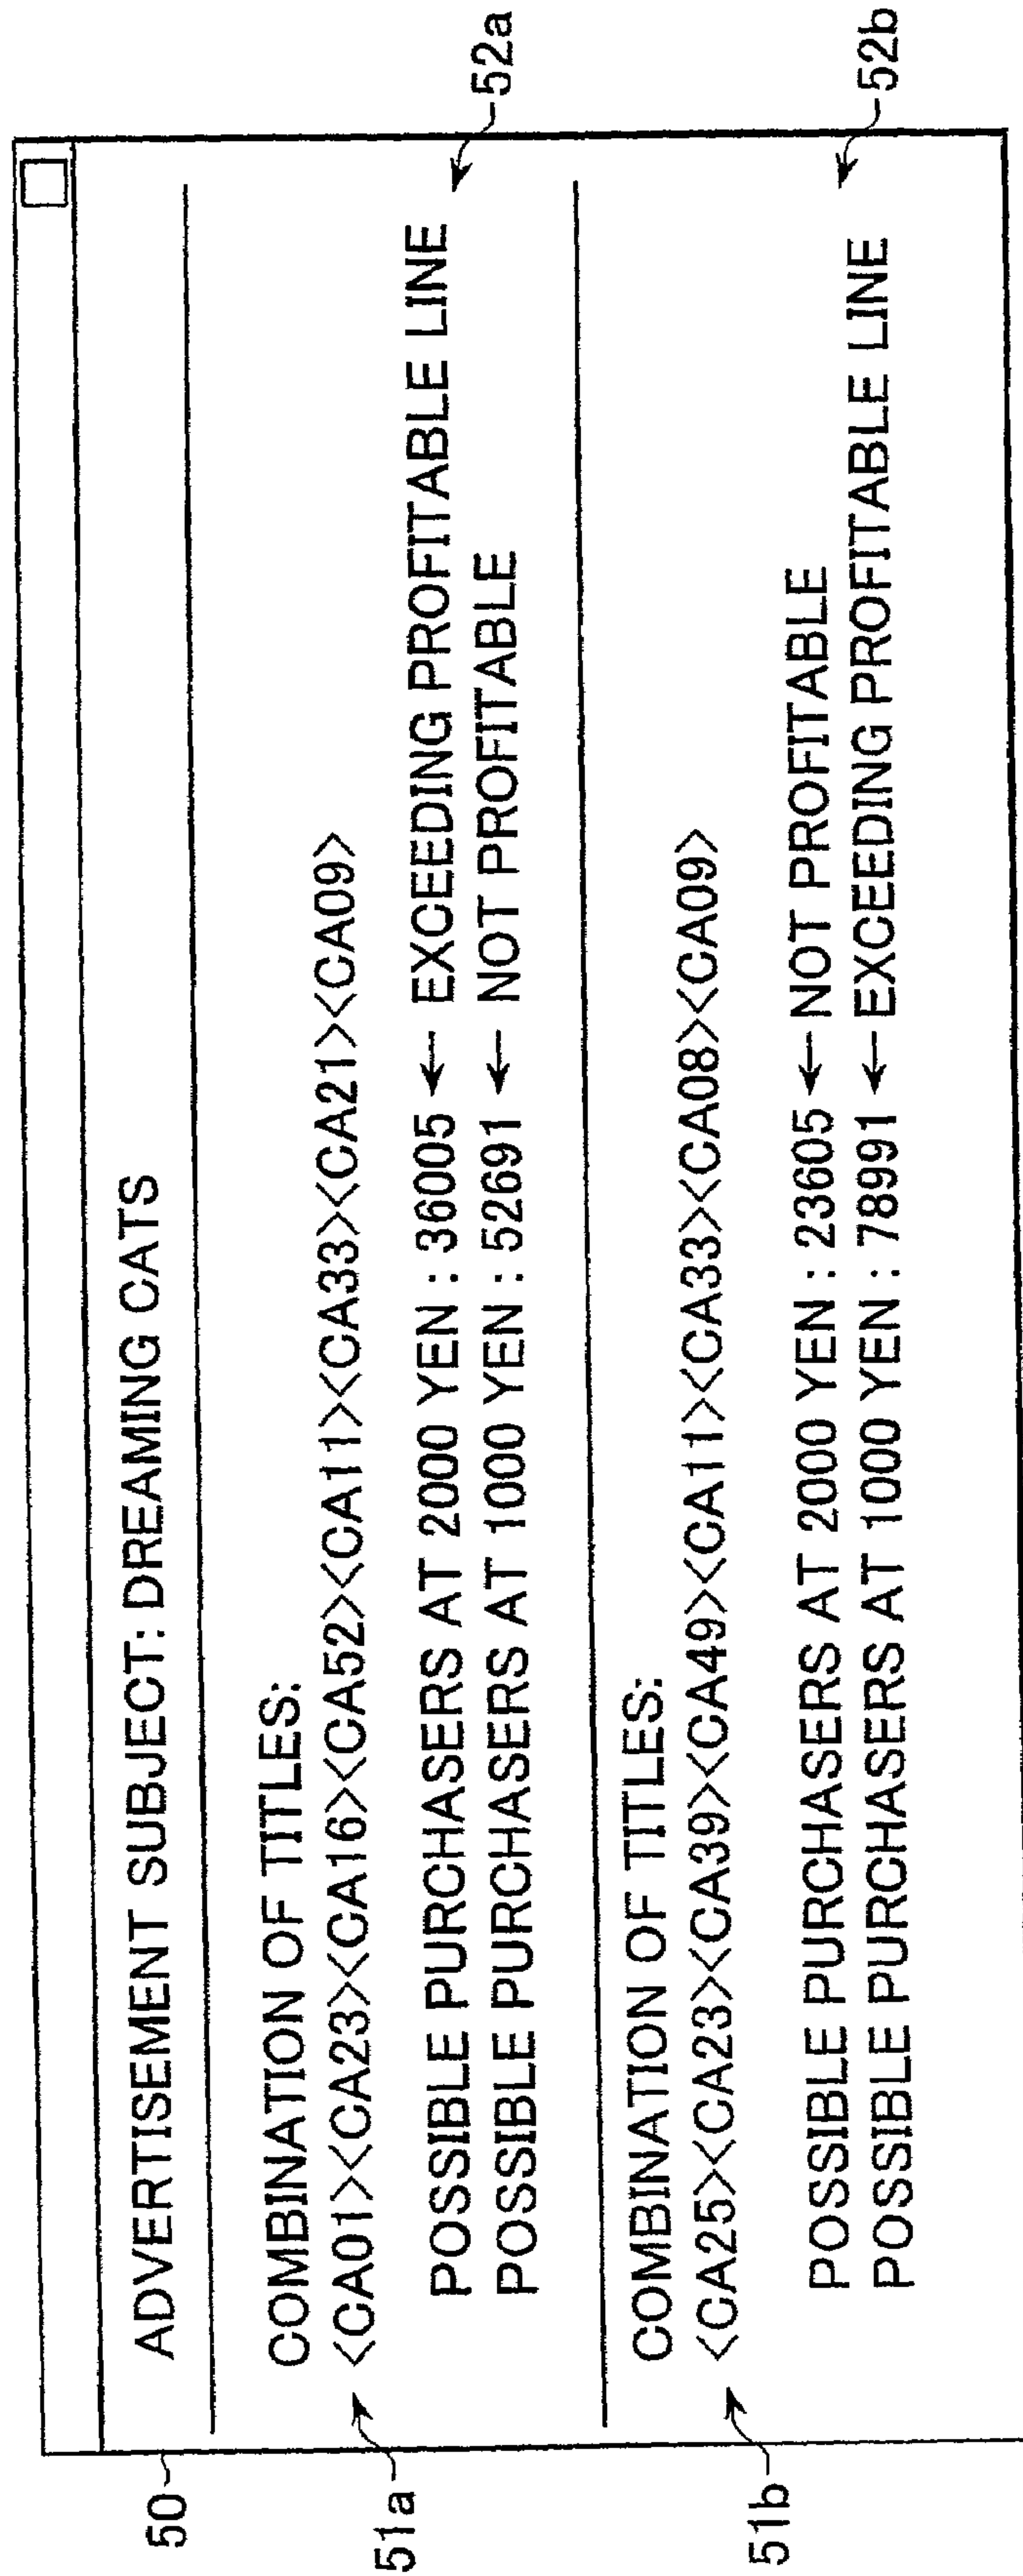 50
ADVERTISEMENT SUBJECT: DREAMING CATS
51a
COMBINATION OF TITLES:
<CA01><CA23><CA16><CA52><CA11><CA33><CA21><CA09>
POSSIBLE PURCHASERS AT 2000 YEN : 36005 ← EXCEEDING PROFITABLE LINE
POSSIBLE PURCHASERS AT 1000 YEN : 52691 ← NOT PROFITABLE
52a
51b
COMBINATION OF TITLES:
<CA25><CA23><CA39><CA49><CA11><CA33><CA08><CA09>
POSSIBLE PURCHASERS AT 2000 YEN : 23605 ← NOT PROFITABLE
POSSIBLE PURCHASERS AT 1000 YEN : 78991 ← EXCEEDING PROFITABLE LINE
52b